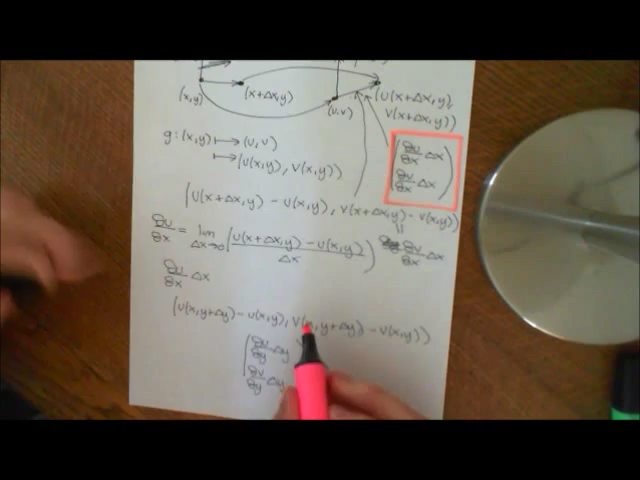 (x,y) (x+Δx,y) (u,v) (U(x+Δx,y),
V(x+Δx,y))
g:(x,y) ⟼ (u,v)
⟼ (U(x,y), V(x,y))
(∂u/∂x Δx
∂v/∂x Δx)
(U(x+Δx,y) - U(x,y), V(x+Δx,y) - V(x,y))
∂u/∂x = lim Δx→0 (U(x+Δx,y) - U(x,y) / Δx) ∂v/∂x Δx
∂u/∂x Δx
(U(x,y+Δy) - U(x,y), V(x,y+Δy) - V(x,y))
(∂u/∂y Δy
∂v/∂y Δy